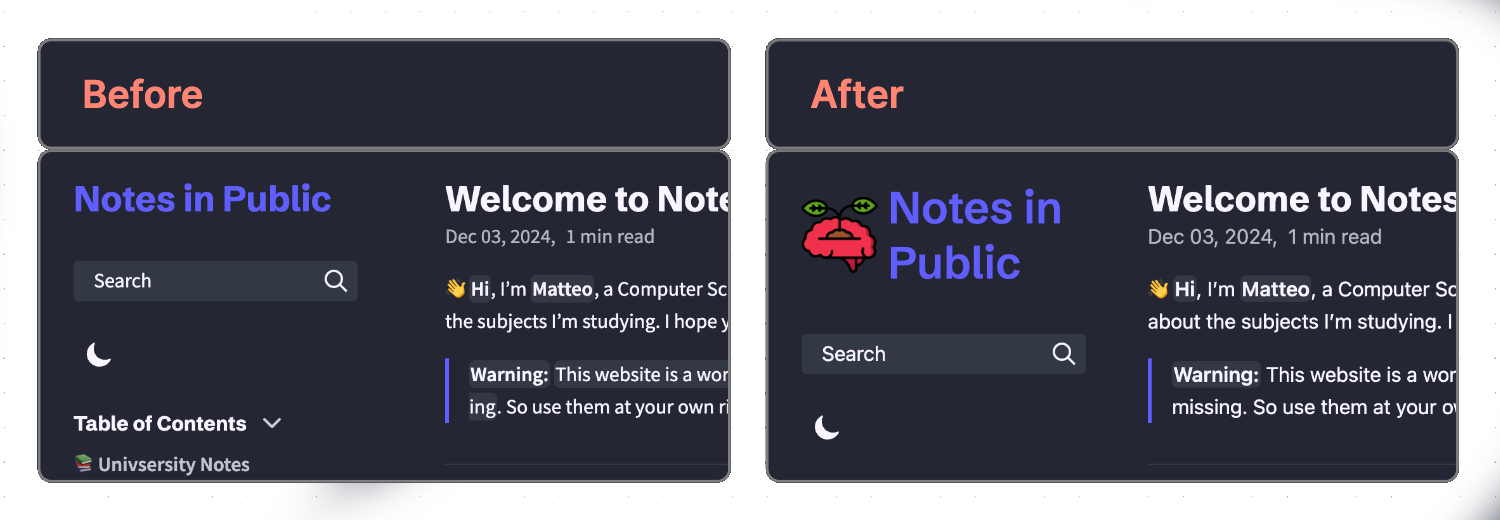 Before
Notes in Public
Search
Table of Contents
📚 Univsersity Notes
Welcome to Note
Dec 03, 2024, 1 min read
👋 Hi, I'm Matteo, a Computer Sc
the subjects I'm studying. I hope y
Warning: This website is a wor
ing. So use them at your own ri
After
Notes in
Public
Search
Welcome to Notes
Dec 03, 2024, 1 min read
👋 Hi, I'm Matteo, a Computer Sc
about the subjects I'm studying. I
Warning: This website is a wor
missing. So use them at your ow